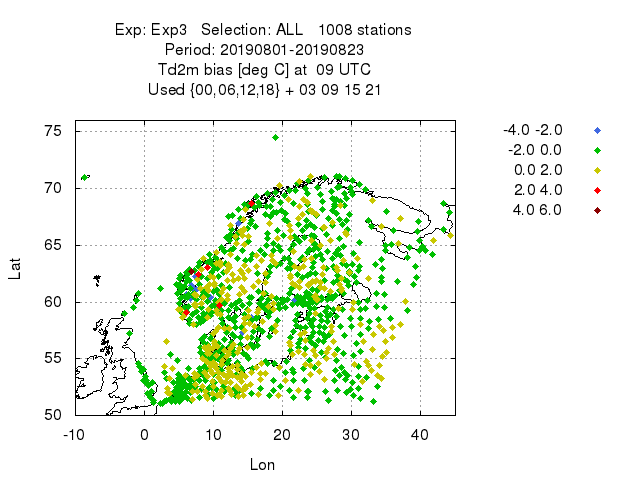 Exp: Exp3   Selection: ALL   1008 stations
Period: 20190801-20190823
Td2m bias [deg C] at  09 UTC
Used {00,06,12,18} + 03 09 15 21
-4.0 -2.0
-2.0 0.0
0.0 2.0
2.0 4.0
4.0 6.0
75
70
65
60
55
50
Lat
-10 0 10 20 30 40
Lon